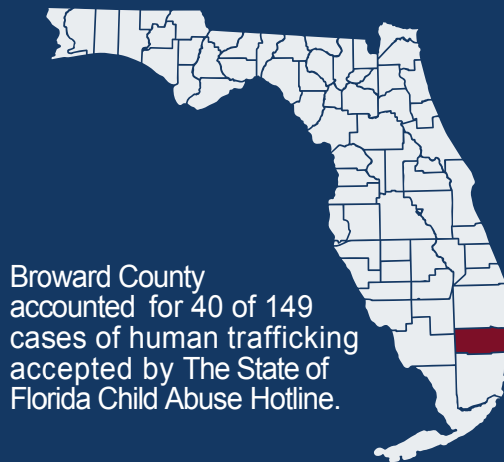 Broward County
accounted for 40 of 149
cases of human trafficking
accepted by The State of
Florida Child Abuse Hotline.